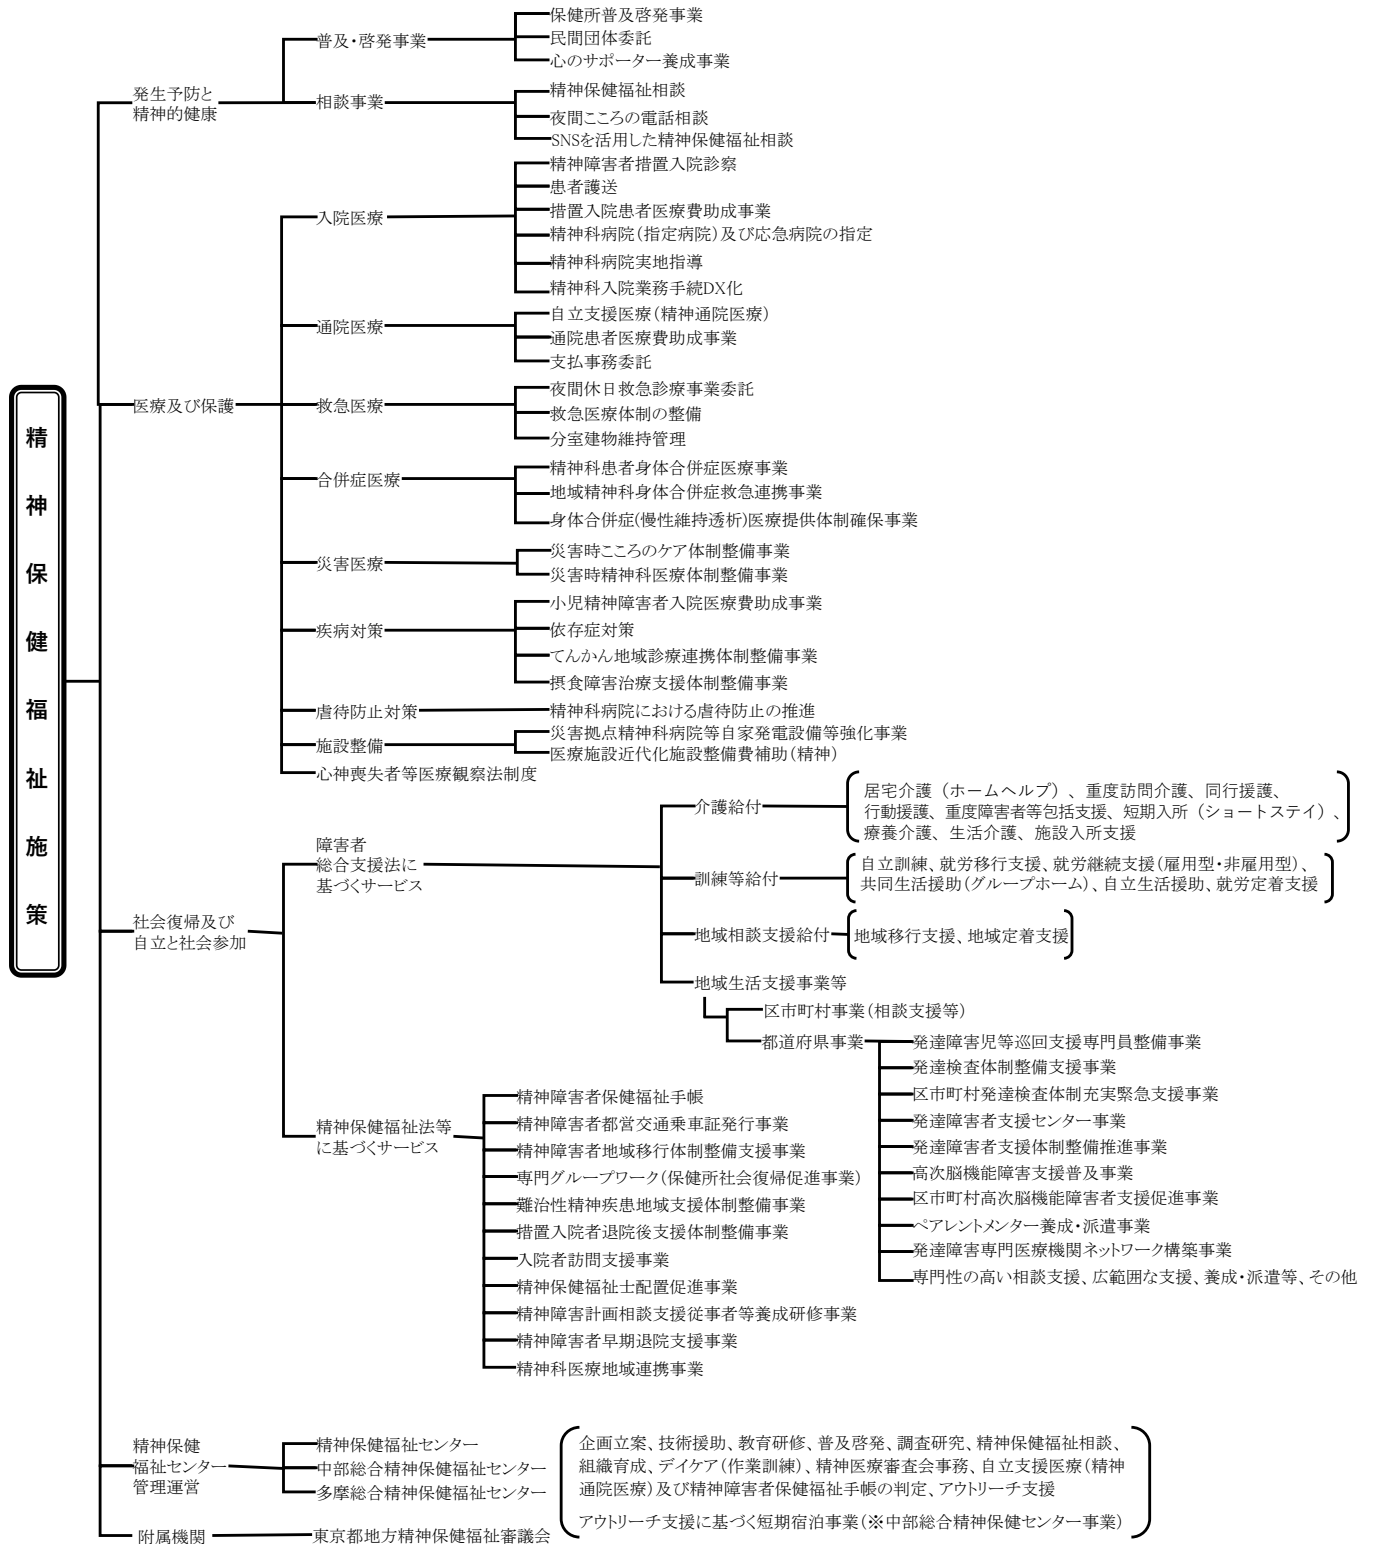 精神保健福祉施策
発生予防と
精神的健康
普及・啓発事業
保健所普及啓発事業
民間団体委託
心のサポーター養成事業
相談事業
精神保健福祉相談
夜間こころの電話相談
SNSを活用した精神保健福祉相談
医療及び保護
入院医療
精神障害者措置入院診察
患者護送
措置入院患者医療費助成事業
精神科病院(指定病院)及び応急病院の指定
精神科病院実地指導
精神科入院業務手続DX化
通院医療
自立支援医療(精神通院医療)
通院患者医療費助成事業
支払事務委託
救急医療
夜間休日救急診療事業委託
救急医療体制の整備
分室建物維持管理
合併症医療
精神科患者身体合併症医療事業
地域精神科身体合併症救急連携事業
身体合併症(慢性維持透析)医療提供体制確保事業
災害医療
災害時こころのケア体制整備事業
災害時精神科医療体制整備事業
疾病対策
小児精神障害者入院医療費助成事業
依存症対策
てんかん地域診療連携体制整備事業
摂食障害治療支援体制整備事業
虐待防止対策
精神科病院における虐待防止の推進
施設整備
災害拠点精神科病院等自家発電設備等強化事業
医療施設近代化施設整備費補助(精神)
心神喪失者等医療観察法制度
社会復帰及び
自立と社会参加
障害者
総合支援法に
基づくサービス
介護給付
居宅介護（ホームヘルプ）、重度訪問介護、同行援護、
行動援護、重度障害者等包括支援、短期入所（ショートステイ）、
療養介護、生活介護、施設入所支援
訓練等給付
自立訓練、就労移行支援、就労継続支援(雇用型・非雇用型)、
共同生活援助(グループホーム)、自立生活援助、就労定着支援
地域相談支援給付
地域移行支援、地域定着支援
地域生活支援事業等
区市町村事業(相談支援等)
都道府県事業
発達障害児等巡回支援専門員整備事業
発達検査体制整備支援事業
区市町村発達検査体制充実緊急支援事業
発達障害者支援センター事業
発達障害者支援体制整備推進事業
高次脳機能障害支援普及事業
区市町村高次脳機能障害者支援促進事業
ペアレントメンター養成・派遣事業
発達障害専門医療機関ネットワーク構築事業
専門性の高い相談支援、広範囲な支援、養成・派遣等、その他
精神保健福祉法等
に基づくサービス
精神障害者保健福祉手帳
精神障害者都営交通乗車証発行事業
精神障害者地域移行体制整備支援事業
専門グループワーク(保健所社会復帰促進事業)
難治性精神疾患地域支援体制整備事業
措置入院者退院後支援体制整備事業
入院者訪問支援事業
精神保健福祉士配置促進事業
精神障害計画相談支援従事者等養成研修事業
精神障害者早期退院支援事業
精神科医療地域連携事業
精神保健
福祉センター
管理運営
精神保健福祉センター
中部総合精神保健福祉センター
多摩総合精神保健福祉センター
企画立案、技術援助、教育研修、普及啓発、調査研究、精神保健福祉相談、
組織育成、デイケア(作業訓練)、精神医療審査会事務、自立支援医療(精神
通院医療)及び精神障害者保健福祉手帳の判定、アウトリーチ支援
アウトリーチ支援に基づく短期宿泊事業(※中部総合精神保健センター事業)
附属機関
東京都地方精神保健福祉審議会